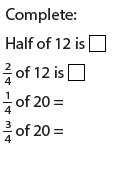 Complete:
Half of 12 is □
2/4 of 12 is □
1/4 of 20 =
3/4 of 20 =